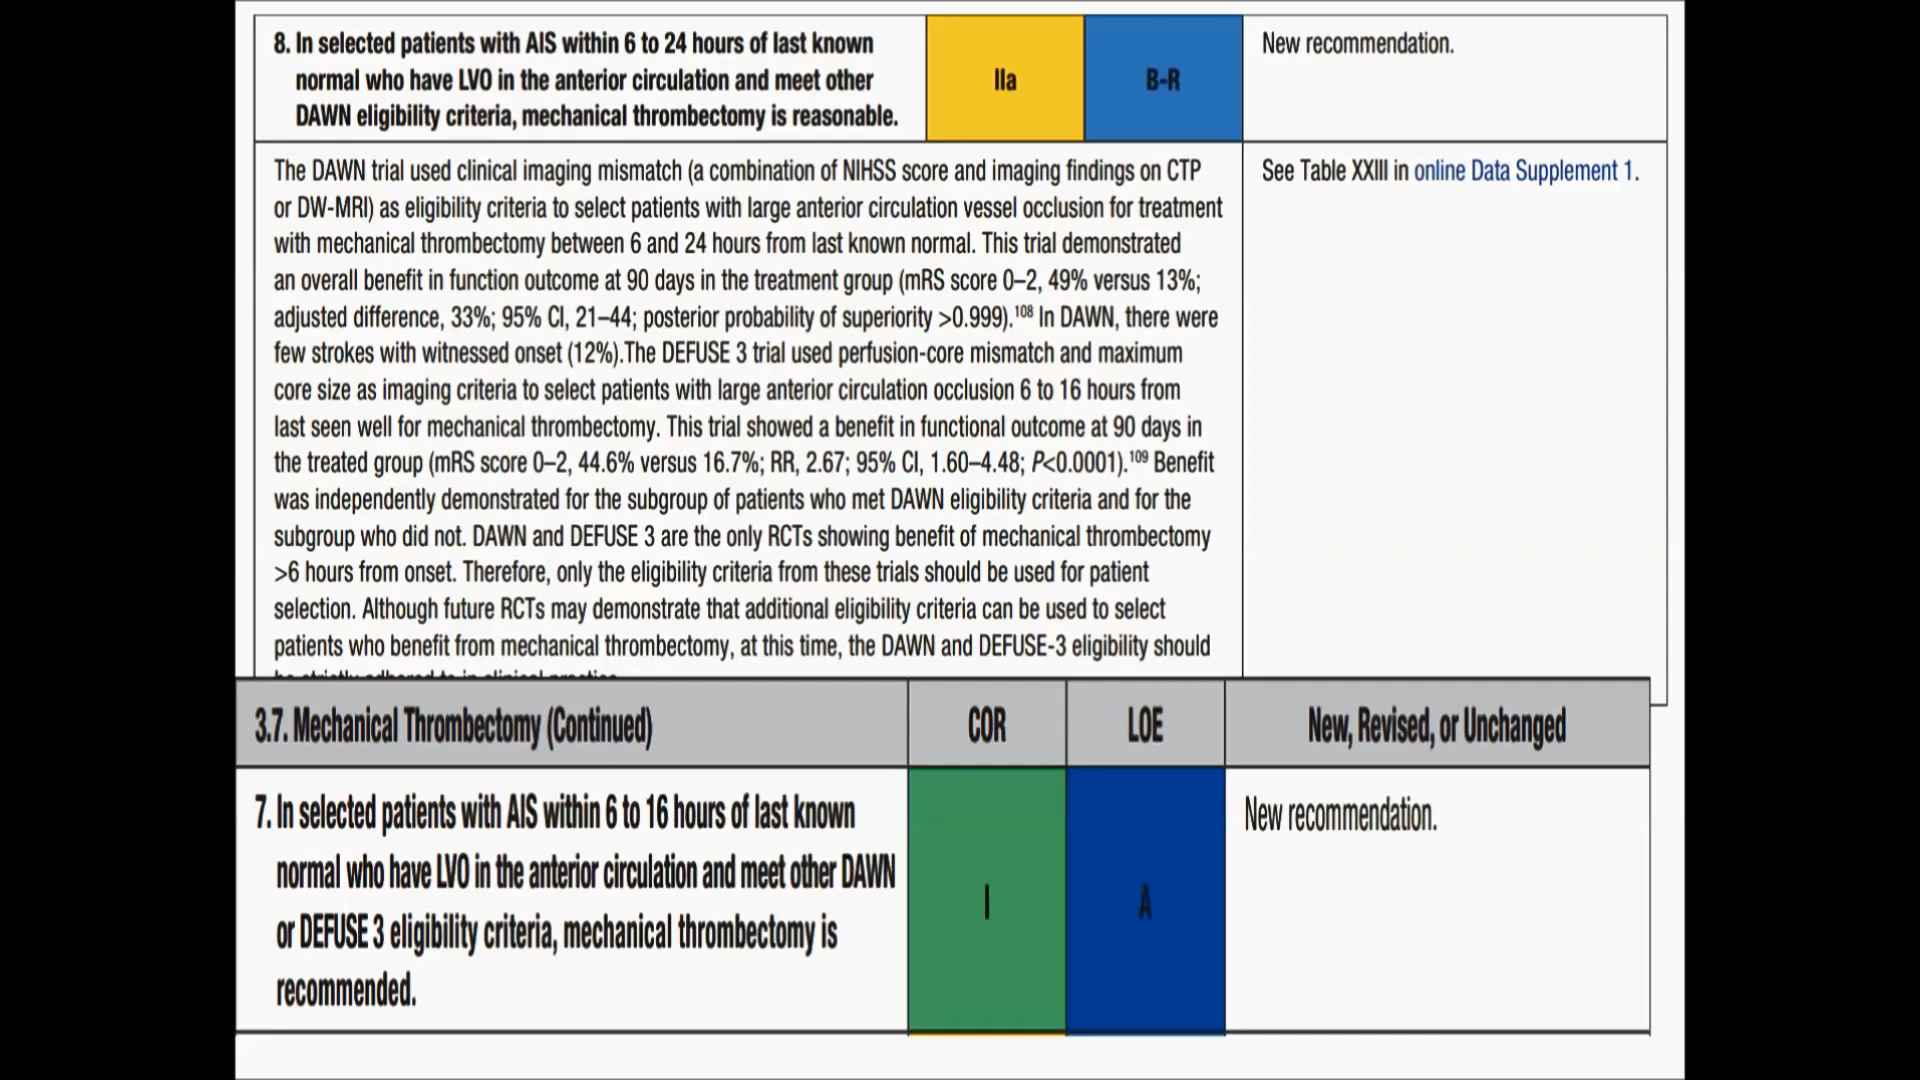 8. In selected patients with AIS within 6 to 24 hours of last known
normal who have LVO in the anterior circulation and meet other
DAWN eligibility criteria, mechanical thrombectomy is reasonable.
IIa
B-R
New recommendation.
The DAWN trial used clinical imaging mismatch (a combination of NIHSS score and imaging findings on CTP
or DW-MRI) as eligibility criteria to select patients with large anterior circulation vessel occlusion for treatment
with mechanical thrombectomy between 6 and 24 hours from last known normal. This trial demonstrated
an overall benefit in function outcome at 90 days in the treatment group (mRS score 0–2, 49% versus 13%;
adjusted difference, 33%; 95% CI, 21–44; posterior probability of superiority >0.999).108 In DAWN, there were
few strokes with witnessed onset (12%).The DEFUSE 3 trial used perfusion-core mismatch and maximum
core size as imaging criteria to select patients with large anterior circulation occlusion 6 to 16 hours from
last seen well for mechanical thrombectomy. This trial showed a benefit in functional outcome at 90 days in
the treated group (mRS score 0–2, 44.6% versus 16.7%; RR, 2.67; 95% CI, 1.60–4.48; P<0.0001).109 Benefit
was independently demonstrated for the subgroup of patients who met DAWN eligibility criteria and for the
subgroup who did not. DAWN and DEFUSE 3 are the only RCTs showing benefit of mechanical thrombectomy
>6 hours from onset. Therefore, only the eligibility criteria from these trials should be used for patient
selection. Although future RCTs may demonstrate that additional eligibility criteria can be used to select
patients who benefit from mechanical thrombectomy, at this time, the DAWN and DEFUSE-3 eligibility should
be strictly adhered to in clinical practice.
See Table XXIII in online Data Supplement 1.
3.7. Mechanical Thrombectomy (Continued)
COR
LOE
New, Revised, or Unchanged
7. In selected patients with AIS within 6 to 16 hours of last known
normal who have LVO in the anterior circulation and meet other DAWN
or DEFUSE 3 eligibility criteria, mechanical thrombectomy is
recommended.
I
A
New recommendation.